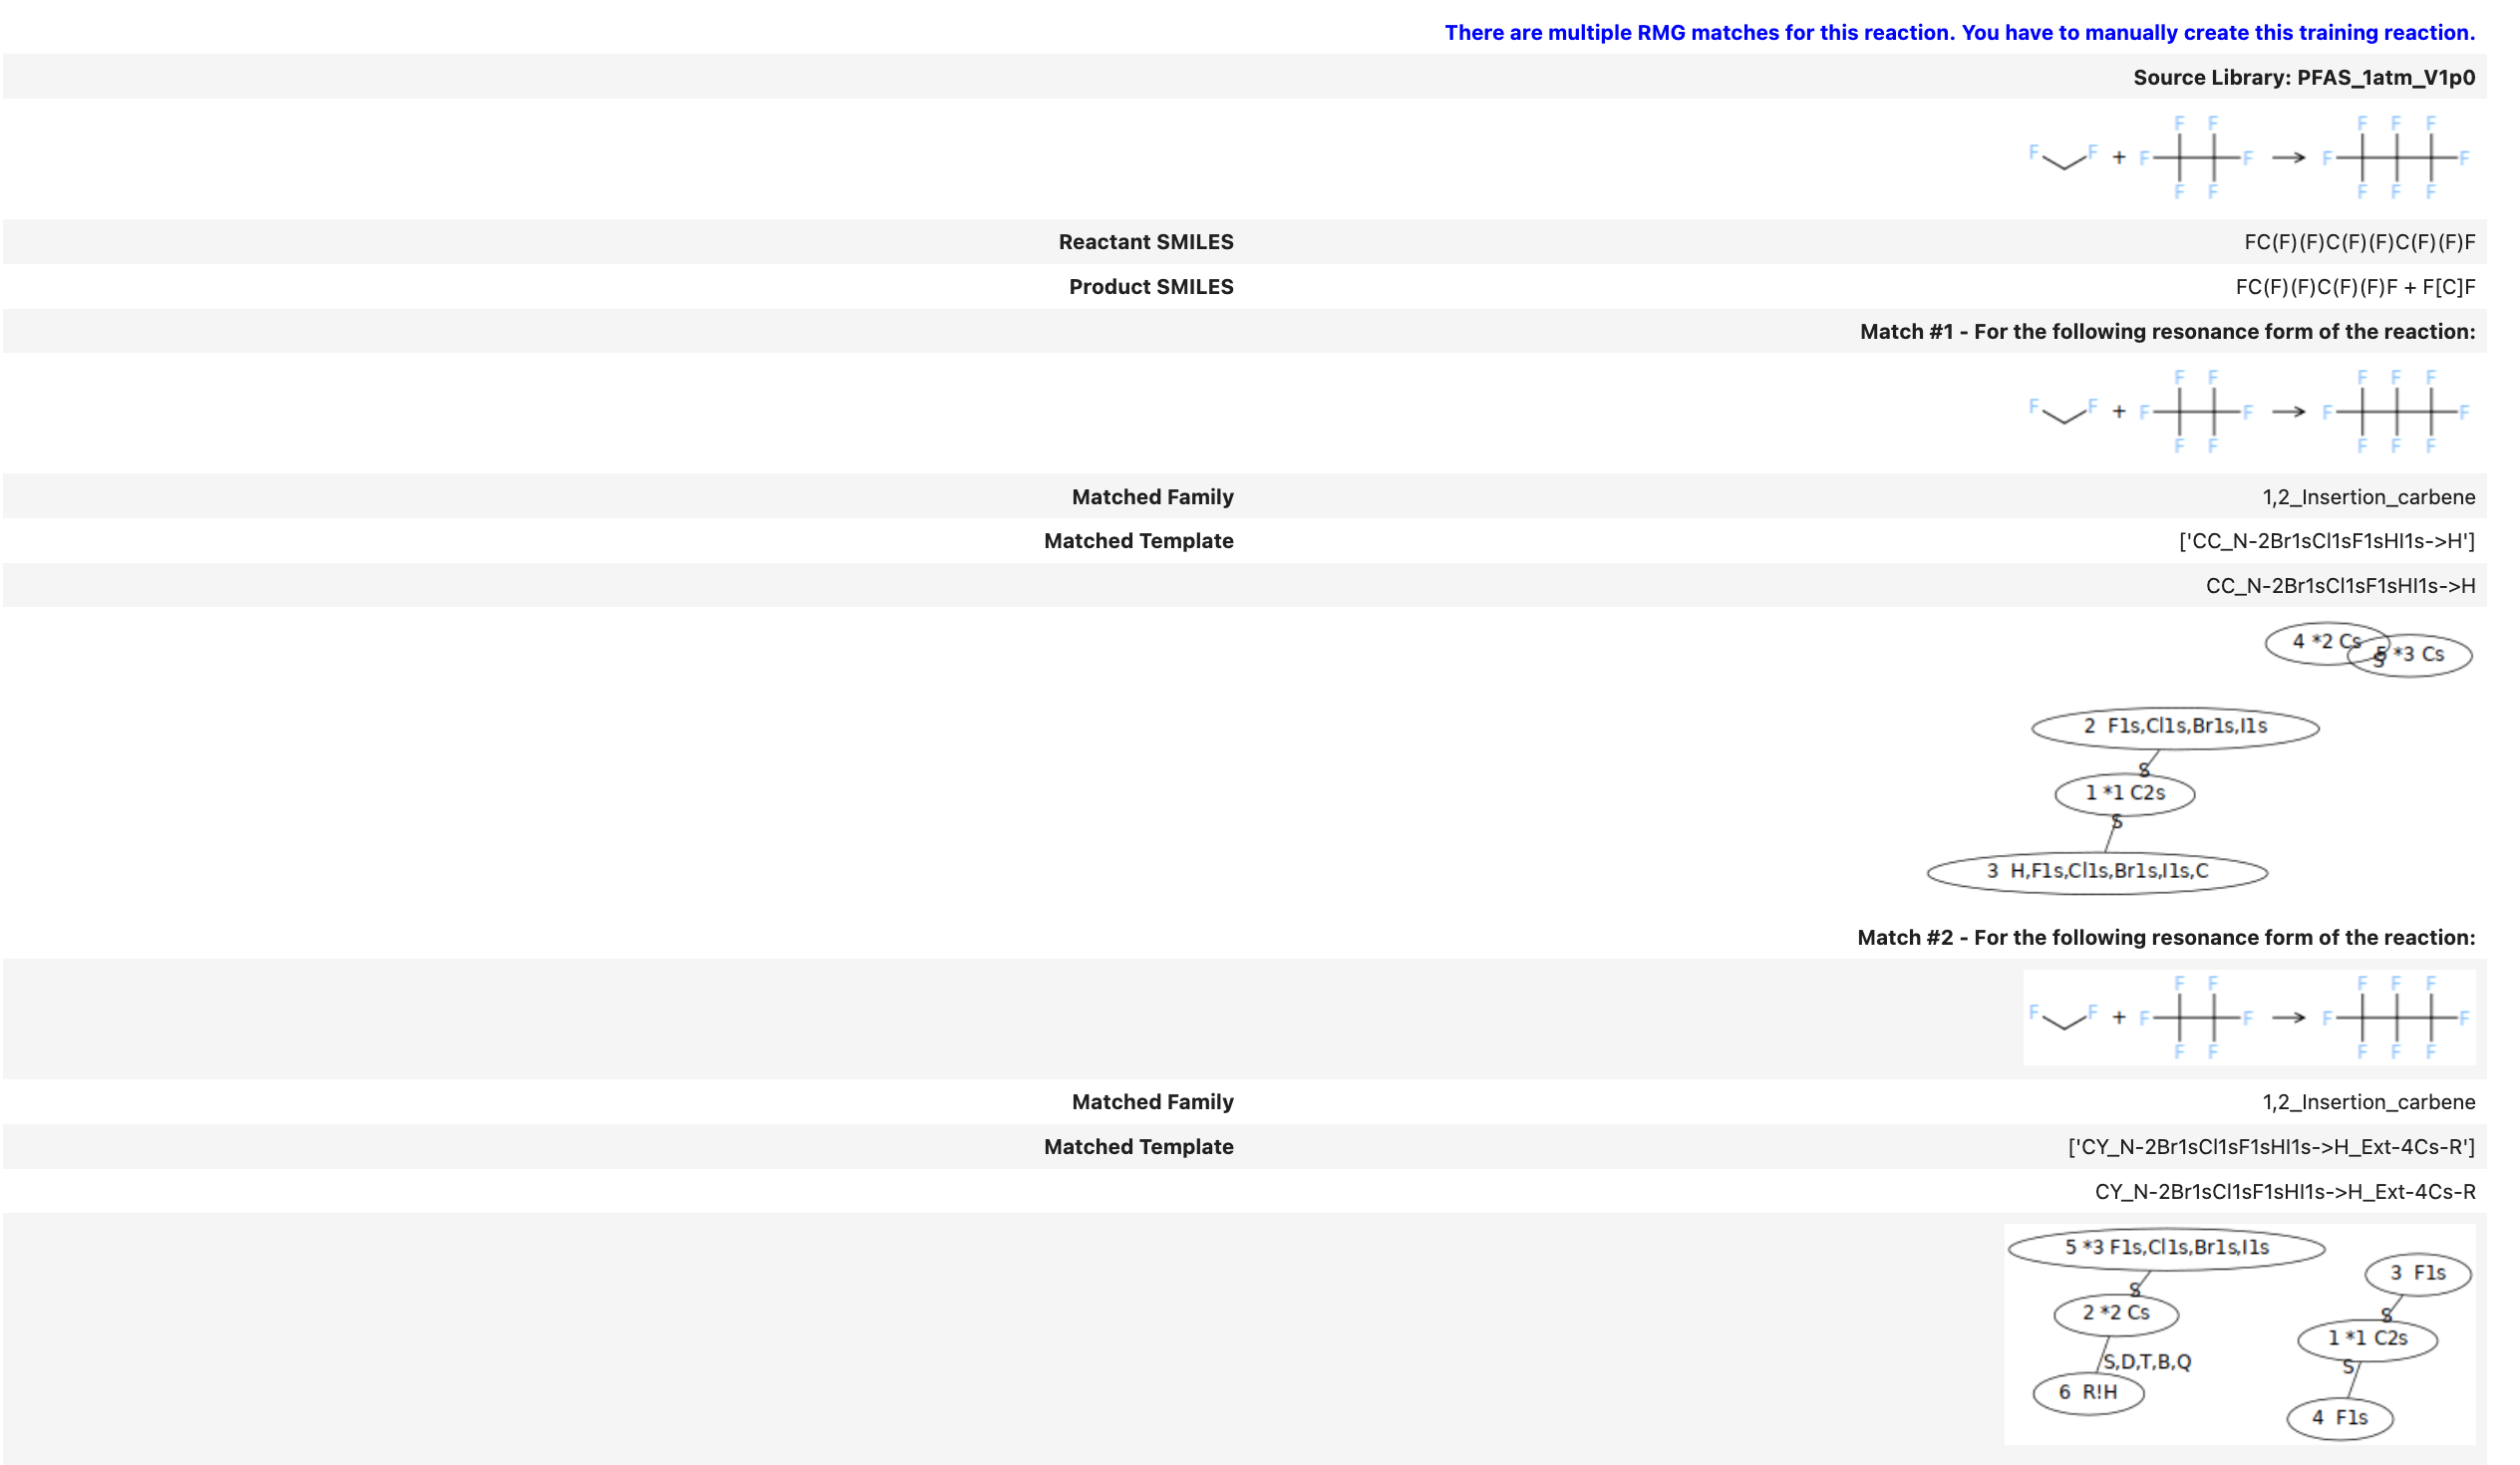 There are multiple RMG matches for this reaction. You have to manually create this training reaction.
Source Library: PFAS_1atm_V1p0
F F F F F
F F + F F → F F
F F F F F
Reactant SMILES FC(F)(F)C(F)(F)C(F)(F)F
Product SMILES FC(F)(F)C(F)(F)F + F[C]F
Match #1 - For the following resonance form of the reaction:
F F F F F
F F + F F → F F
F F F F F
Matched Family 1,2_Insertion_carbene
Matched Template ['CC_N-2Br1sCl1sF1sHI1s->H']
CC_N-2Br1sCl1sF1sHI1s->H
4 *2 Cs
S
5 *3 Cs
2 F1s,Cl1s,Br1s,I1s
S
1 *1 C2s
S
3 H,F1s,Cl1s,Br1s,I1s,C
Match #2 - For the following resonance form of the reaction:
F F F F F
F F + F F → F F
F F F F F
Matched Family 1,2_Insertion_carbene
Matched Template ['CY_N-2Br1sCl1sF1sHI1s->H_Ext-4Cs-R']
CY_N-2Br1sCl1sF1sHI1s->H_Ext-4Cs-R
5 *3 F1s,Cl1s,Br1s,I1s
S
2 *2 Cs
S,D,T,B,Q
6 R!H
3 F1s
S
1 *1 C2s
S
4 F1s